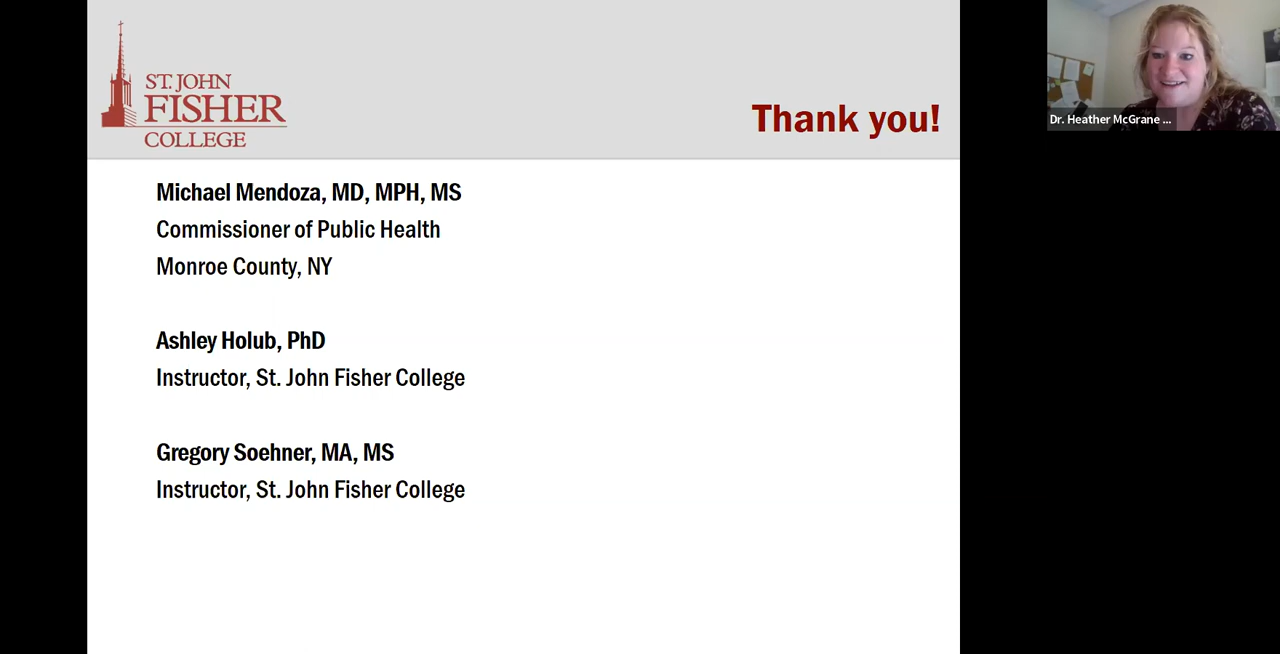 ST. JOHN
FISHER
COLLEGE
Thank you!
Dr. Heather McGrane ...
Michael Mendoza, MD, MPH, MS
Commissioner of Public Health
Monroe County, NY
Ashley Holub, PhD
Instructor, St. John Fisher College
Gregory Soehner, MA, MS
Instructor, St. John Fisher College